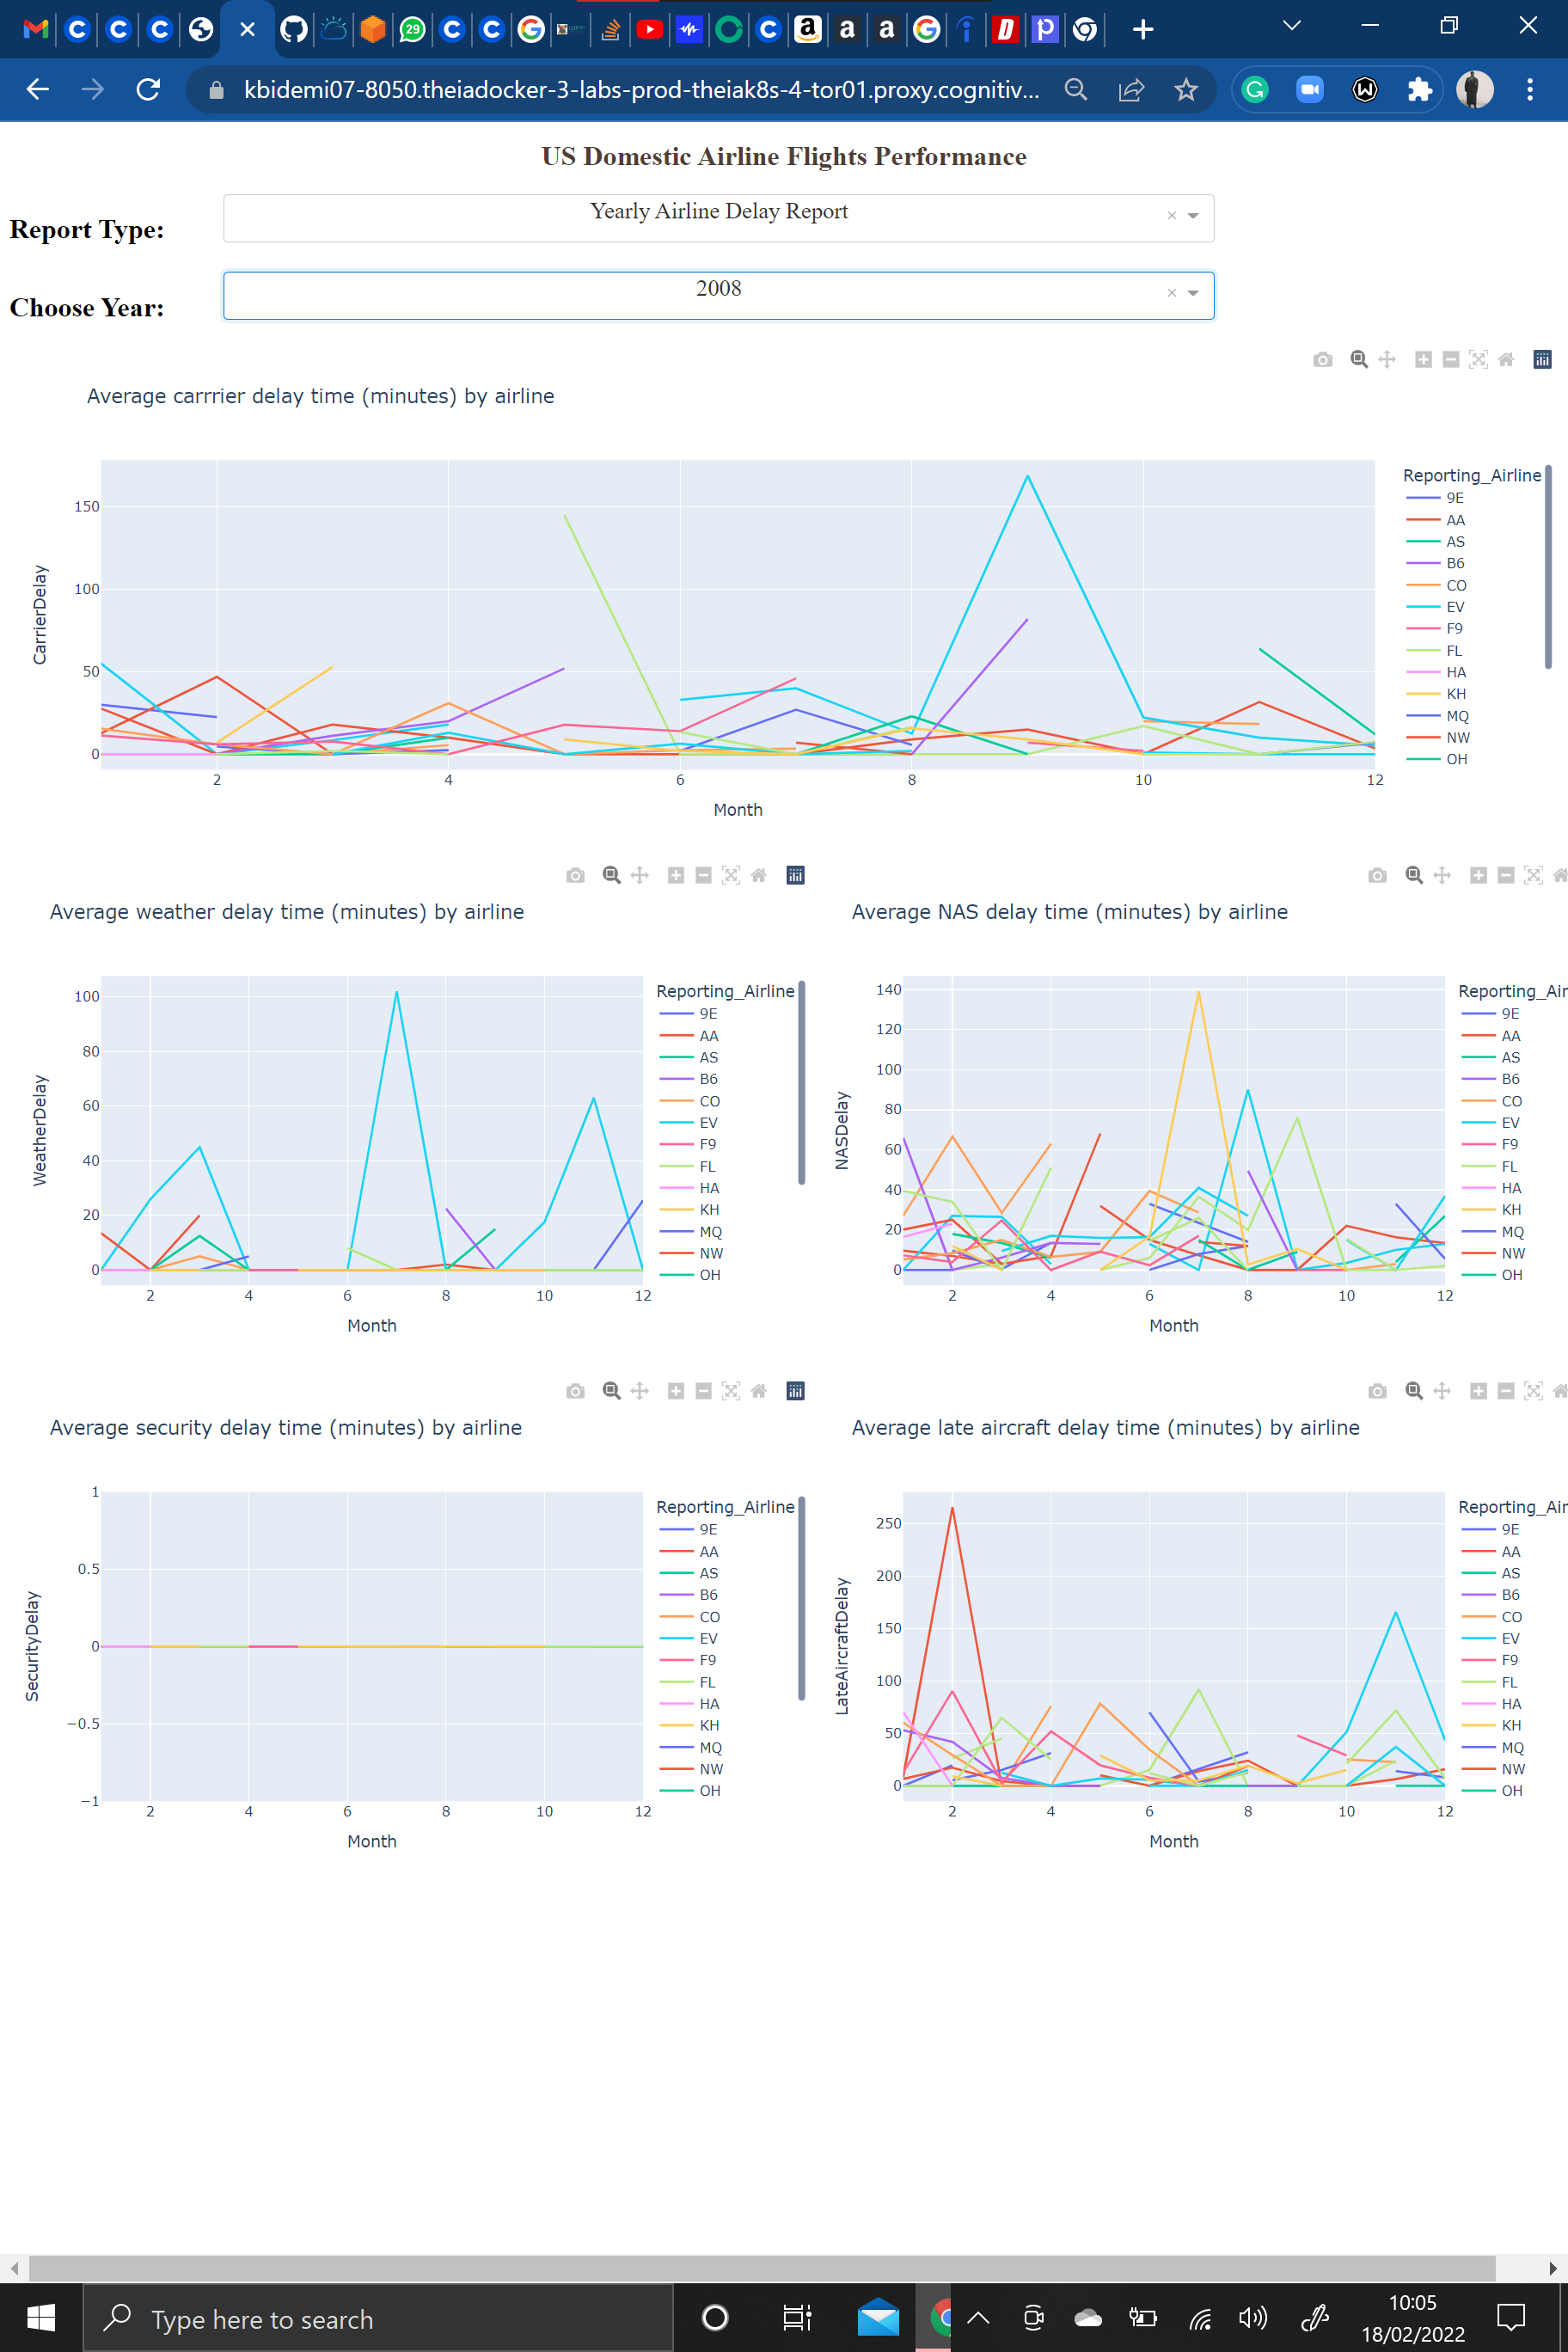 29
kbidemi07-8050.theiadocker-3-labs-prod-theiak8s-4-tor01.proxy.cognitiv...
US Domestic Airline Flights Performance
Report Type:
Yearly Airline Delay Report
Choose Year:
2008
Average carrrier delay time (minutes) by airline
CarrierDelay
150
100
50
0
2 4 6 8 10 12
Month
Reporting_Airline
9E
AA
AS
B6
CO
EV
F9
FL
HA
KH
MQ
NW
OH
Average weather delay time (minutes) by airline
WeatherDelay
100
80
60
40
20
0
2 4 6 8 10 12
Month
Reporting_Airline
9E
AA
AS
B6
CO
EV
F9
FL
HA
KH
MQ
NW
OH
Average NAS delay time (minutes) by airline
NASDelay
140
120
100
80
60
40
20
0
2 4 6 8 10 12
Month
Reporting_Air
9E
AA
AS
B6
CO
EV
F9
FL
HA
KH
MQ
NW
OH
Average security delay time (minutes) by airline
SecurityDelay
1
0.5
0
−0.5
−1
2 4 6 8 10 12
Month
Reporting_Airline
9E
AA
AS
B6
CO
EV
F9
FL
HA
KH
MQ
NW
OH
Average late aircraft delay time (minutes) by airline
LateAircraftDelay
250
200
150
100
50
0
2 4 6 8 10 12
Month
Reporting_Air
9E
AA
AS
B6
CO
EV
F9
FL
HA
KH
MQ
NW
OH
Type here to search
10:05
18/02/2022